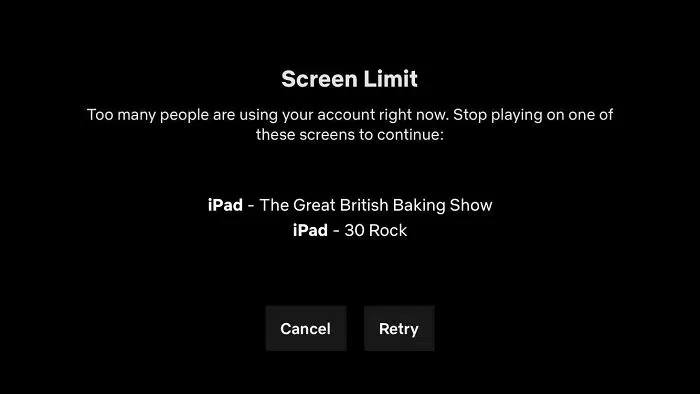 Screen Limit
Too many people are using your account right now. Stop playing on one of
these screens to continue:
iPad - The Great British Baking Show
iPad - 30 Rock
Cancel Retry